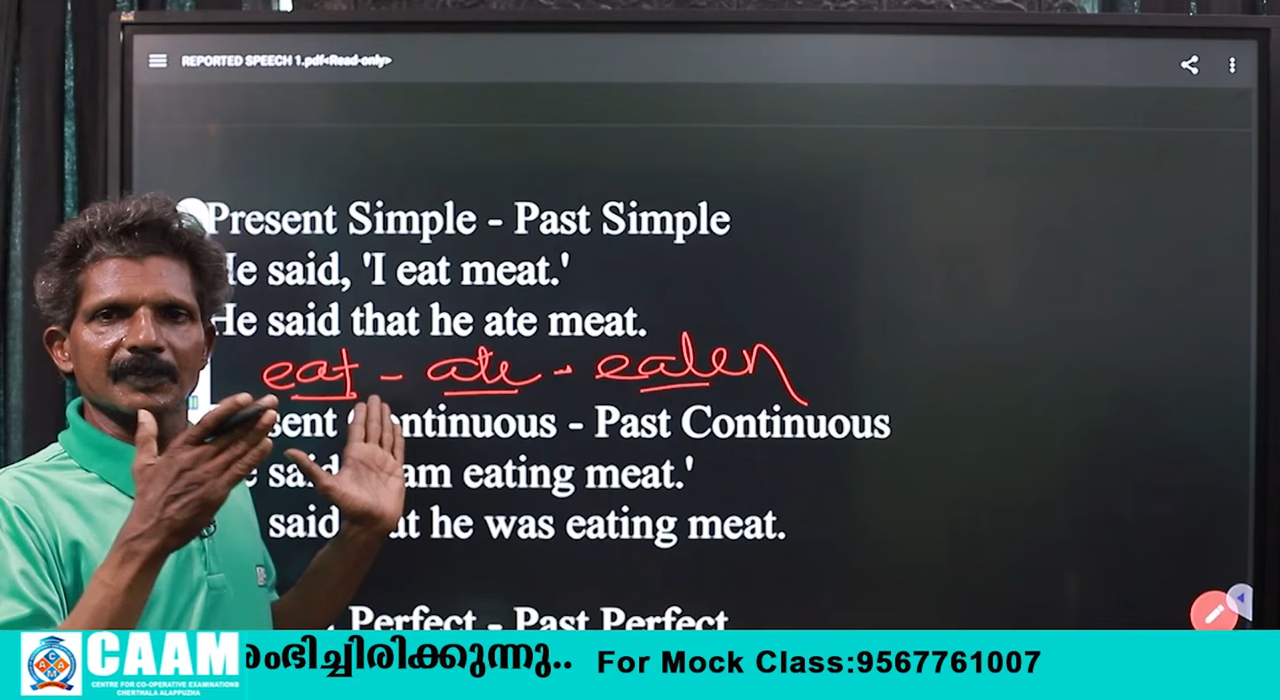 REPORTED SPEECH 1.pdf<Read-only>
Present Simple - Past Simple
He said, 'I eat meat.'
He said that he ate meat.
eat - ate - eaten
Continuous - Past Continuous
am eating meat.'
said he was eating meat.
Perfect - Past Perfect
CAAM
CENTRE FOR CO-OPERATIVE EXAMINATIONS
CHERTHALA ALAPPUZHA
രംഭിച്ചിരിക്കുന്നു.. For Mock Class:9567761007